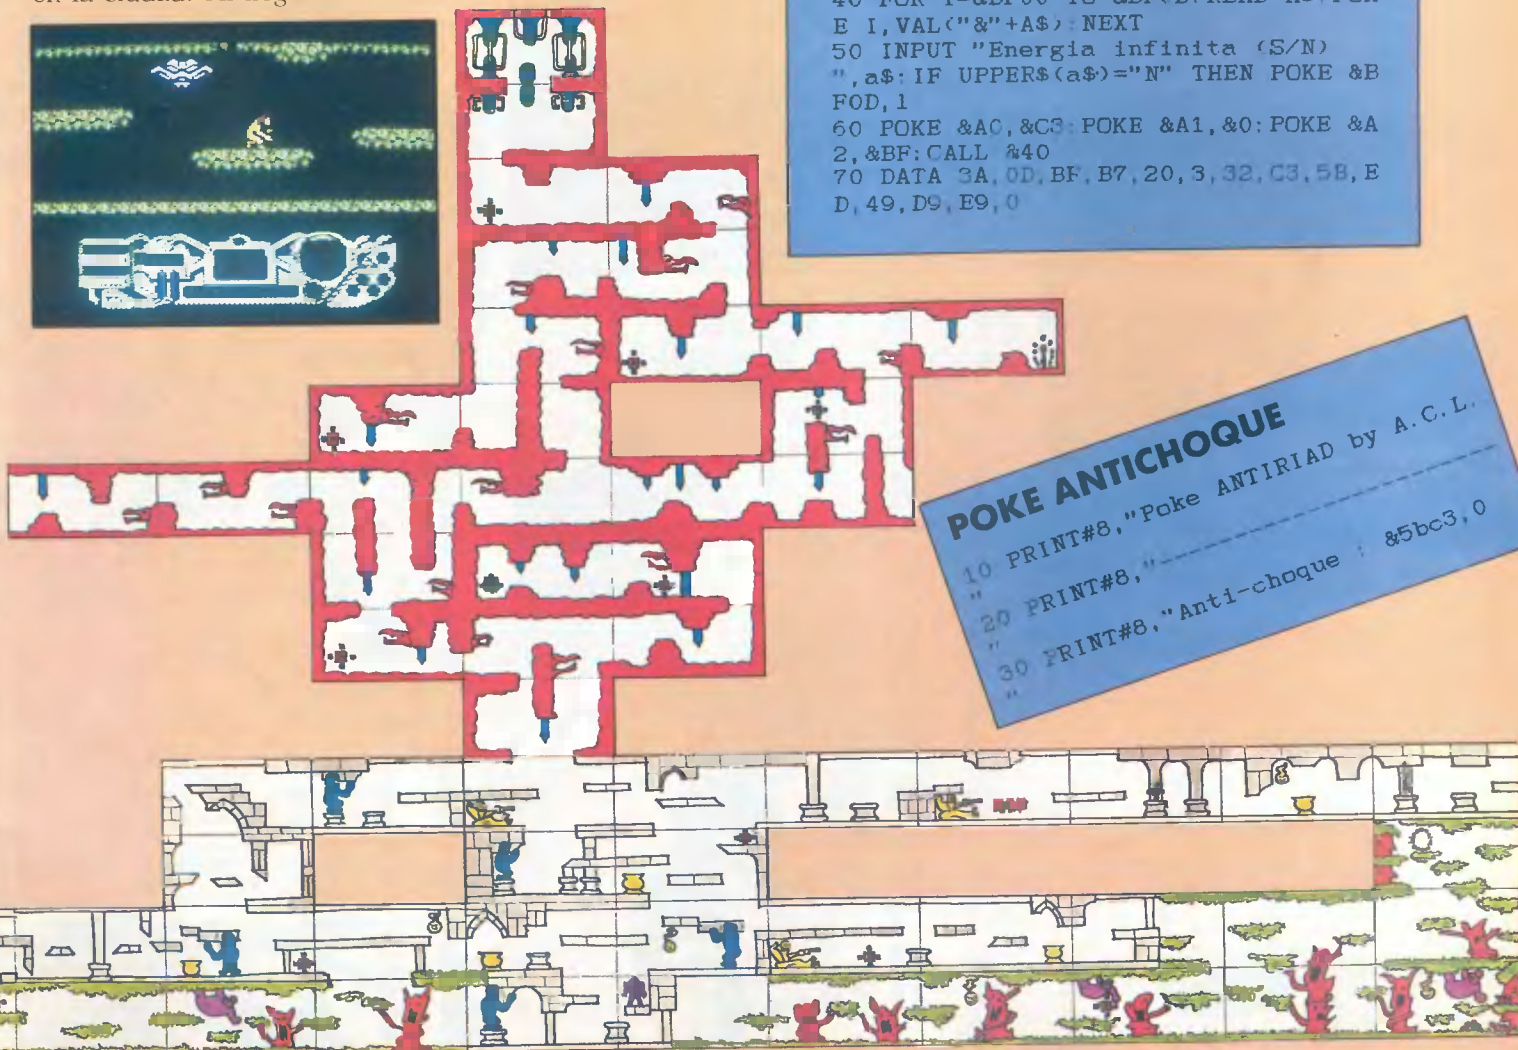 E I,VAL("&"+A$):NEXT
50 INPUT "Energia infinita (S/N)
",a$:IF UPPER$(a$)="N" THEN POKE &B
F0D,1
60 POKE &A0,&C3:POKE &A1,&0:POKE &A
2,&BF:CALL &40
70 DATA 3A,0D,BF,B7,20,3,32,C3,5B,E
D,49,D9,E9,0
POKE ANTICHOQUE
10 PRINT#8,"Poke ANTIRIAD by A.C.L.
"
20 PRINT#8,"-----------------------
"
30 PRINT#8,"Anti-choque : &5bc3,0
"